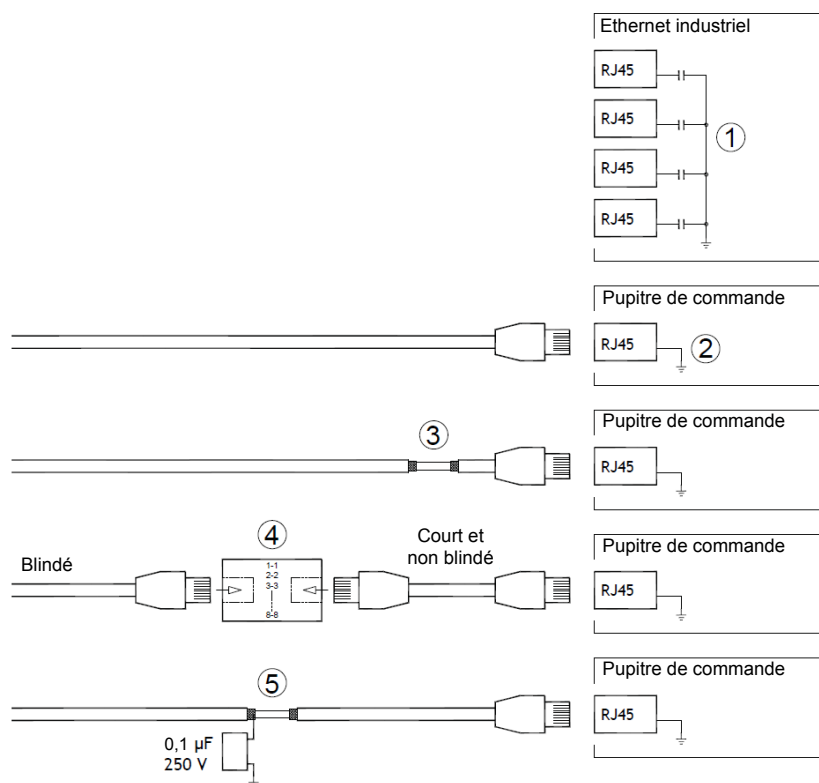 Ethernet industriel
RJ45
RJ45
1
RJ45
RJ45
Pupitre de commande
RJ45
2
Pupitre de commande
3
RJ45
Pupitre de commande
4
Court et
non blindé
Blindé
1-1
2-2
3-3
8-8
RJ45
Pupitre de commande
5
RJ45
0,1 µF
250 V